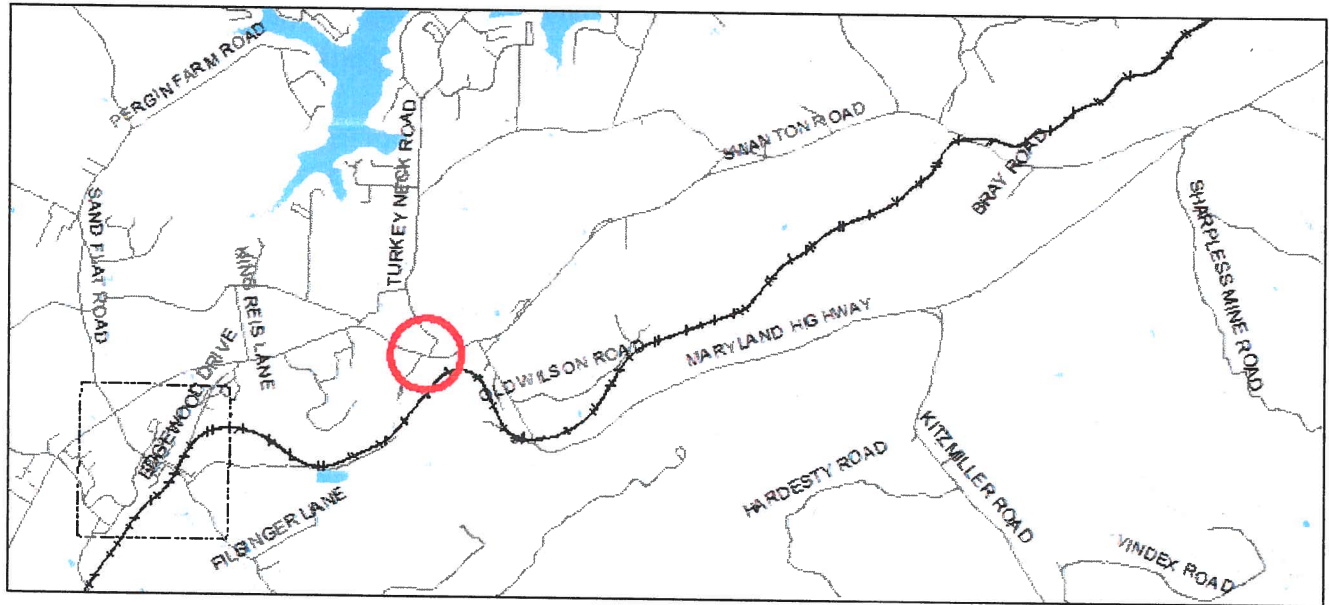 PERGIN FARM ROAD
TURKEY NECK ROAD
SWANTON ROAD
BRAY ROAD
SAND FLAT ROAD
KING REIS LANE
SHARPLESS MINE ROAD
EDGEWOOD DRIVE
OLD WILSON ROAD
MARYLAND HIGHWAY
KITZMILLER ROAD
HARDESTY ROAD
FILSINGER LANE
VINDEX ROAD